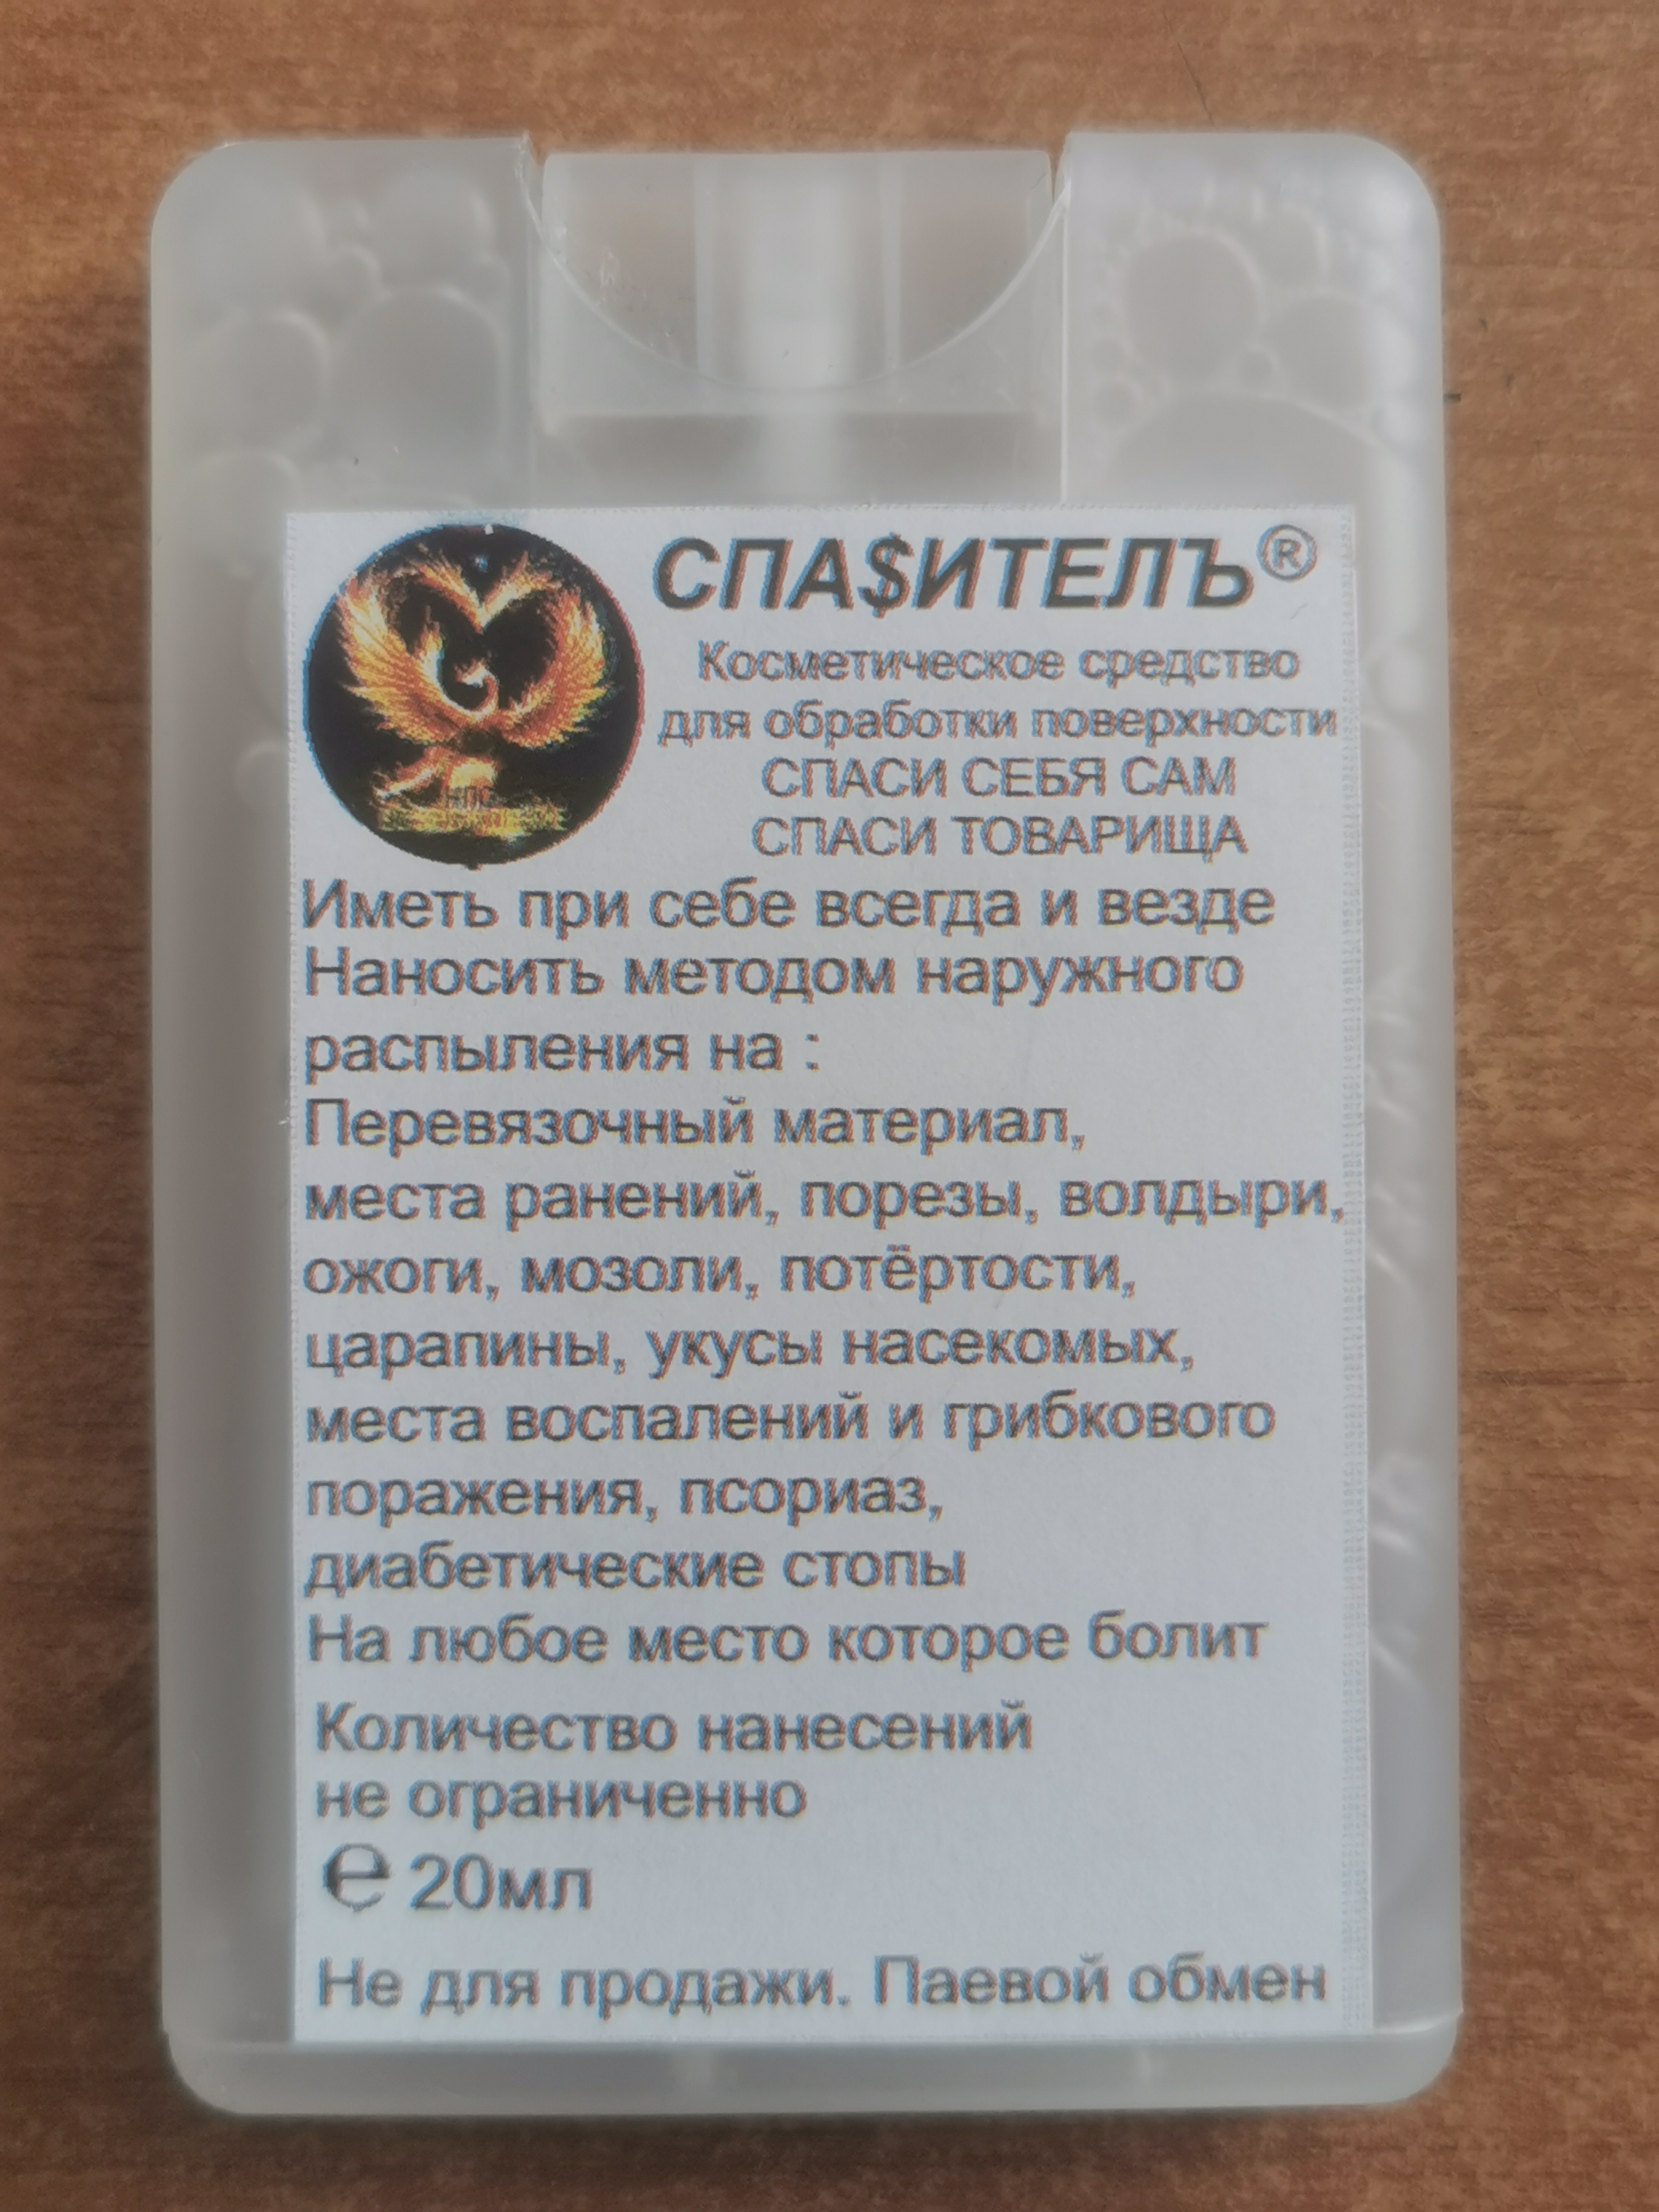 СПА$ИТЕЛЪ®
Косметическое средство
для обработки поверхности
СПАСИ СЕБЯ САМ
СПАСИ ТОВАРИЩА
Иметь при себе всегда и везде
Наносить методом наружного
распыления на :
Перевязочный материал,
места ранений, порезы, волдыри,
ожоги, мозоли, потёртости,
царапины, укусы насекомых,
места воспалений и грибкового
поражения, псориаз,
диабетические стопы
На любое место которое болит
Количество нанесений
не ограниченно
℮ 20мл
Не для продажи. Паевой обмен